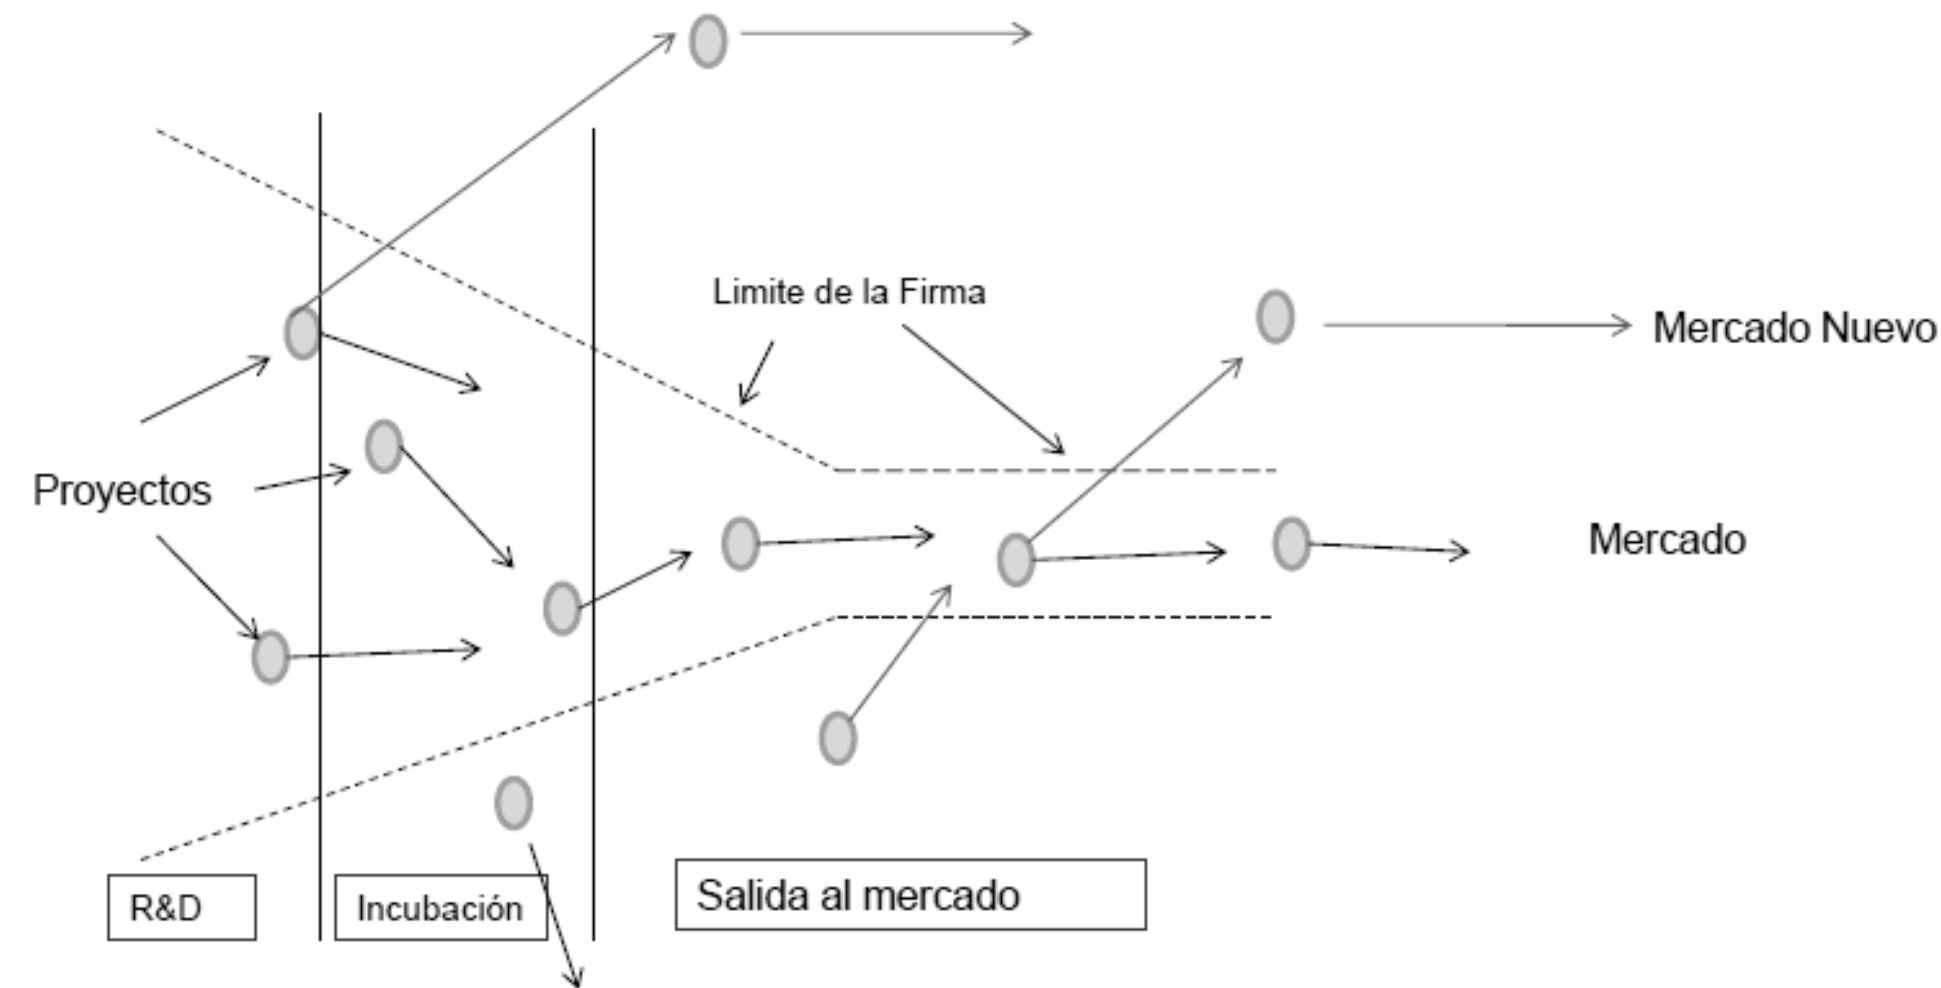 Limite de la Firma
Mercado Nuevo
Proyectos
Mercado
R&D
Incubación
Salida al mercado